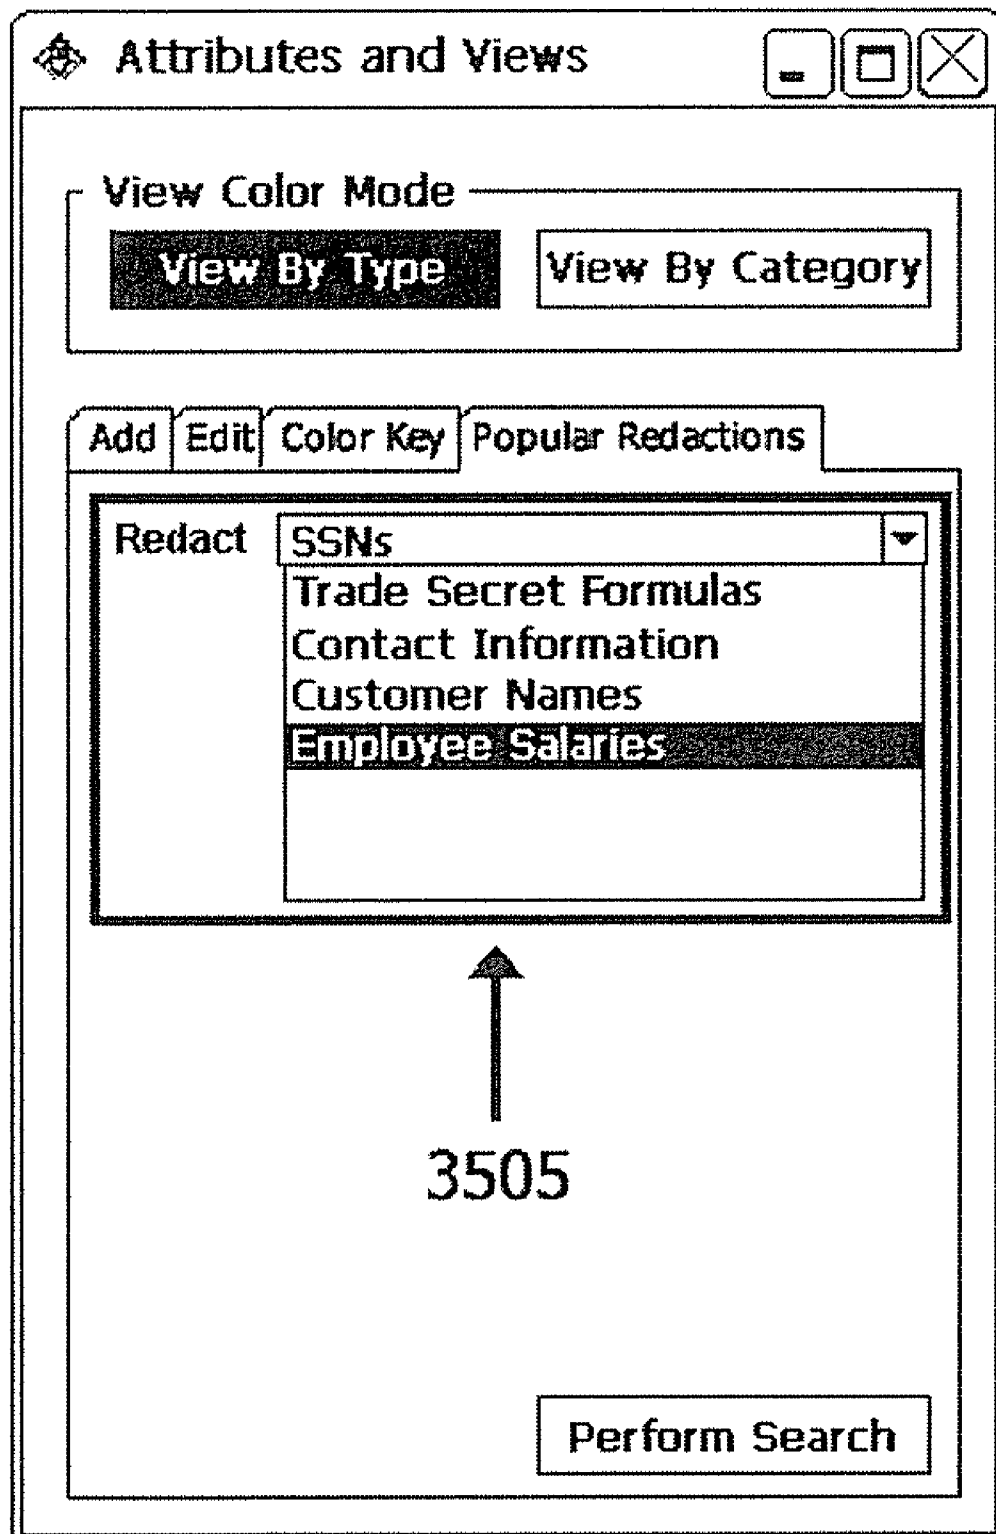 Attributes and Views
View Color Mode
View By Type View By Category
Add Edit Color Key Popular Redactions
Redact SSNs
Trade Secret Formulas
Contact Information
Customer Names
Employee Salaries
3505
Perform Search